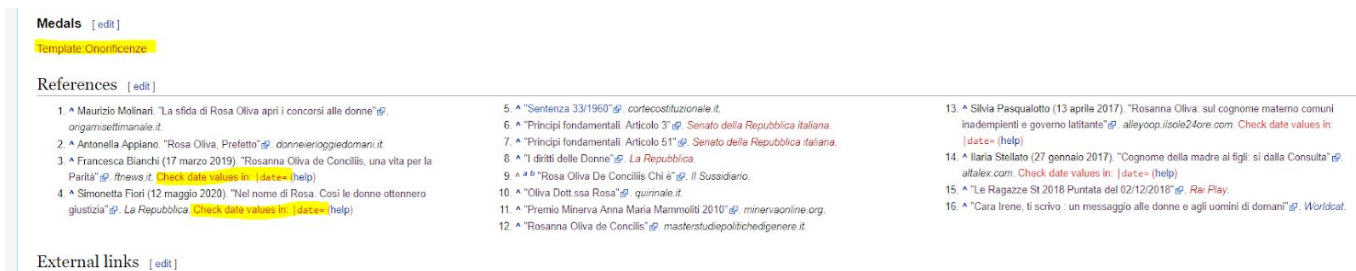 Medals [ edit ]
Template:Onorificenze
References [ edit ]
1. ^ Maurizio Molinari. "La sfida di Rosa Oliva apri i concorsi alle donne".
origamisettimanale.it.
2. ^ Antonella Appiano. "Rosa Oliva, Prefetto". donneierioggiedomani.it.
3. ^ Francesca Bianchi (17 marzo 2019). "Rosanna Oliva de Conciliis, una vita per la
Parità". ftnews.it. Check date values in: |date= (help)
4. ^ Simonetta Fiori (12 maggio 2020). "Nel nome di Rosa. Così le donne ottennero
giustizia". La Repubblica. Check date values in: |date= (help)
5. ^ "Sentenza 33/1960". cortecostituzionale.it.
6. ^ "Principi fondamentali. Articolo 3". Senato della Repubblica italiana.
7. ^ "Principi fondamentali. Articolo 51". Senato della Repubblica italiana.
8. ^ "I diritti delle Donne". La Repubblica.
9. ^ a b "Rosa Oliva De Conciliis Chi è". Il Sussidario.
10. ^ "Oliva Dott.ssa Rosa". quirinale.it.
11. ^ "Premio Minerva Anna Maria Mammoliti 2010". minervaonline.org.
12. ^ "Rosanna Oliva de Concilis". masterstudiepolitichedigenere.it.
13. ^ Silvia Pasqualotto (13 aprile 2017). "Rosanna Oliva: sul cognome materno comuni
inadempienti e governo latitante". alleyoop.ilsole24ore.com. Check date values in:
|date= (help)
14. ^ Ilaria Stellato (27 gennaio 2017). "Cognome della madre ai figli: si dalla Consulta".
altalex.com. Check date values in: |date= (help)
15. ^ "Le Ragazze St 2018 Puntata del 02/12/2018". Rai Play.
16. ^ "Cara Irene, ti scrivo : un messaggio alle donne e agli uomini di domani". Worldcat.
External links [ edit ]